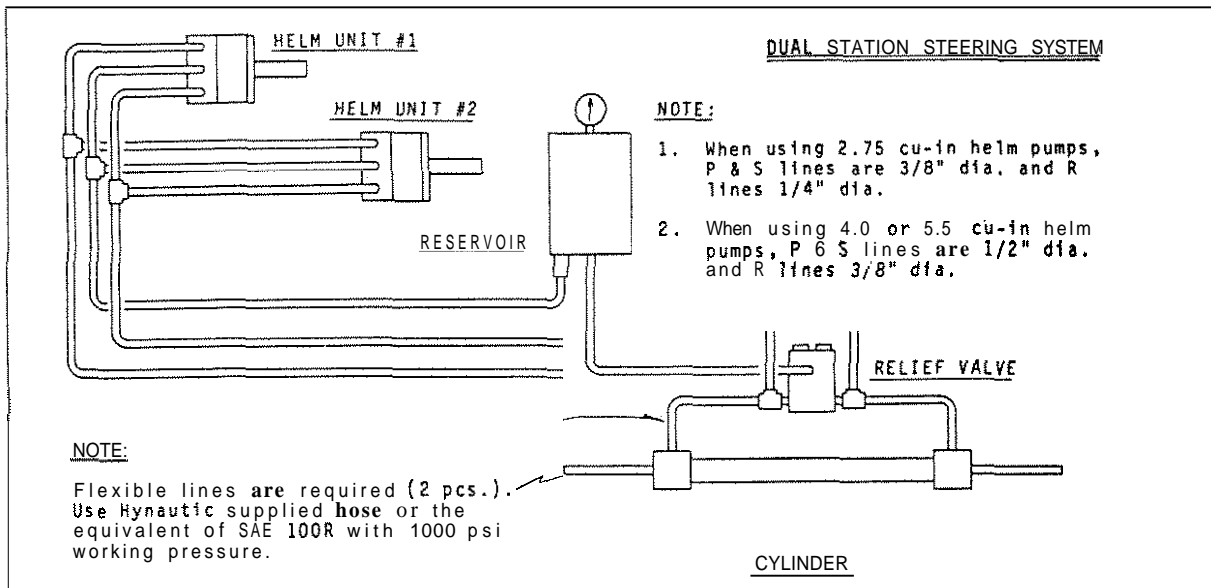 HELM UNIT #1
DUAL STATION STEERING SYSTEM
HELM UNIT #2
NOTE:
1. When using 2.75 cu-in helm pumps,
P & S lines are 3/8" dia. and R
lines 1/4" dia.
2. When using 4.0 or 5.5 cu-in helm
pumps, P 6 S lines are 1/2" dia.
and R lines 3/8" dia.
RESERVOIR
RELIEF VALVE
NOTE:
Flexible lines are required (2 pcs.).
Use Hynautic supplied hose or the
equivalent of SAE 100R with 1000 psi
working pressure.
CYLINDER